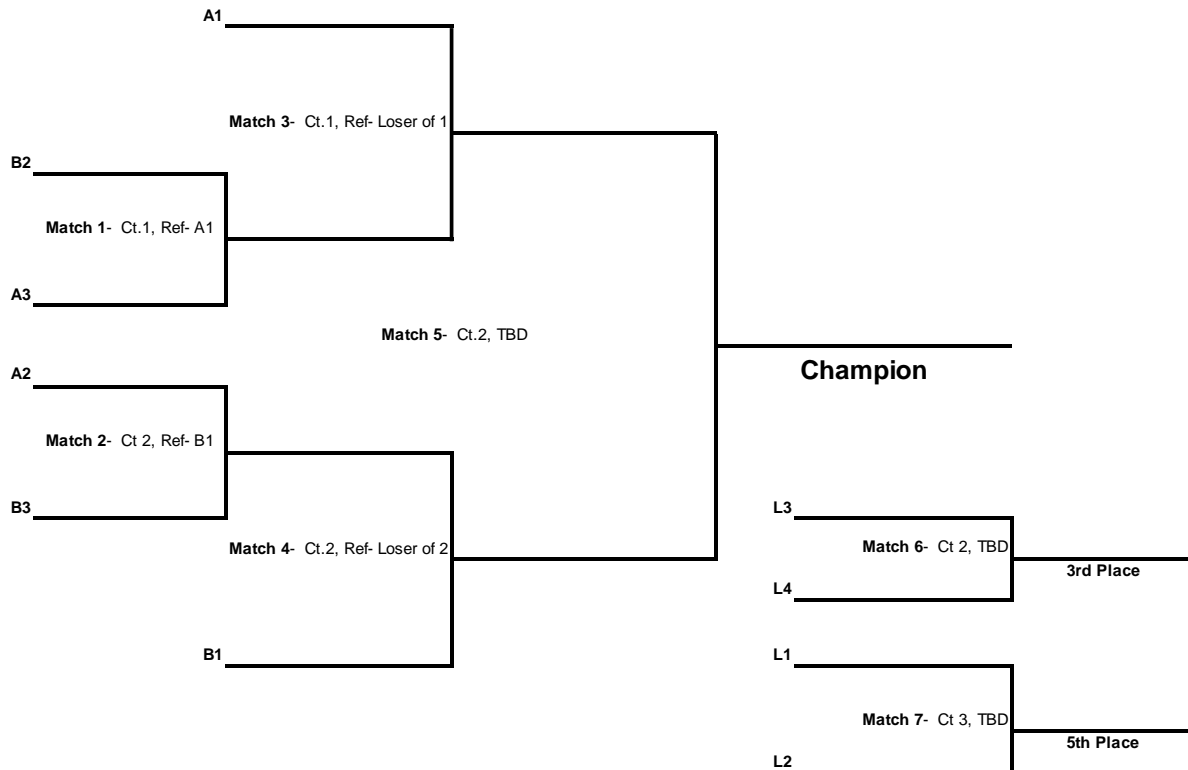 A1
Match 3- Ct.1, Ref- Loser of 1
B2
Match 1- Ct.1, Ref- A1
A3
Match 5- Ct.2, TBD
Champion
A2
Match 2- Ct 2, Ref- B1
B3
L3
Match 4- Ct.2, Ref- Loser of 2
Match 6- Ct 2, TBD
3rd Place
L4
B1
L1
Match 7- Ct 3, TBD
5th Place
L2